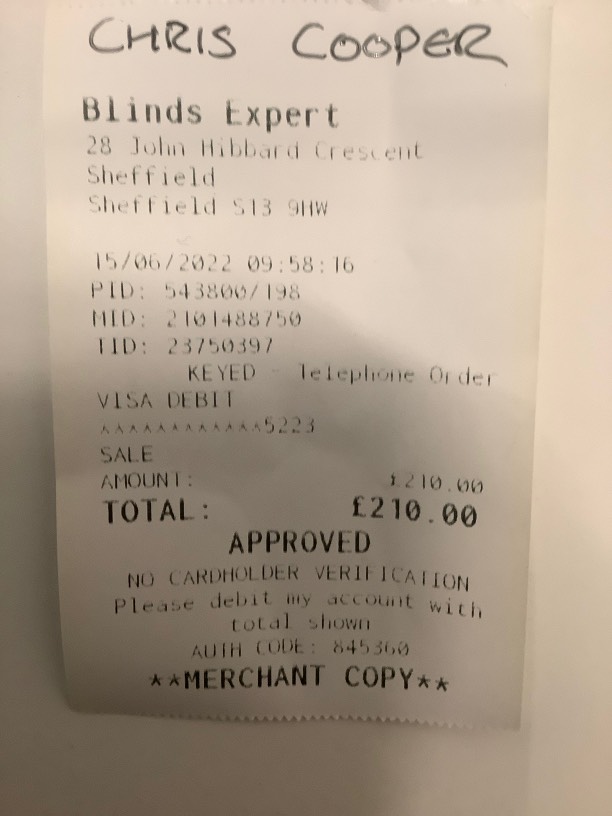 CHRIS COOPER
Blinds Expert
28 John Hibbard Crescent
Sheffield
Sheffield S13 9HW
15/06/2022 09:58:16
PID: 543800/198
MID: 2101488750
TID: 23750397
KEYED - Telephone Order
VISA DEBIT
************5223
SALE
AMOUNT: £210.00
TOTAL: £210.00
APPROVED
NO CARDHOLDER VERIFICATION
Please debit my account with
total shown
AUTH CODE: 845360
**MERCHANT COPY**